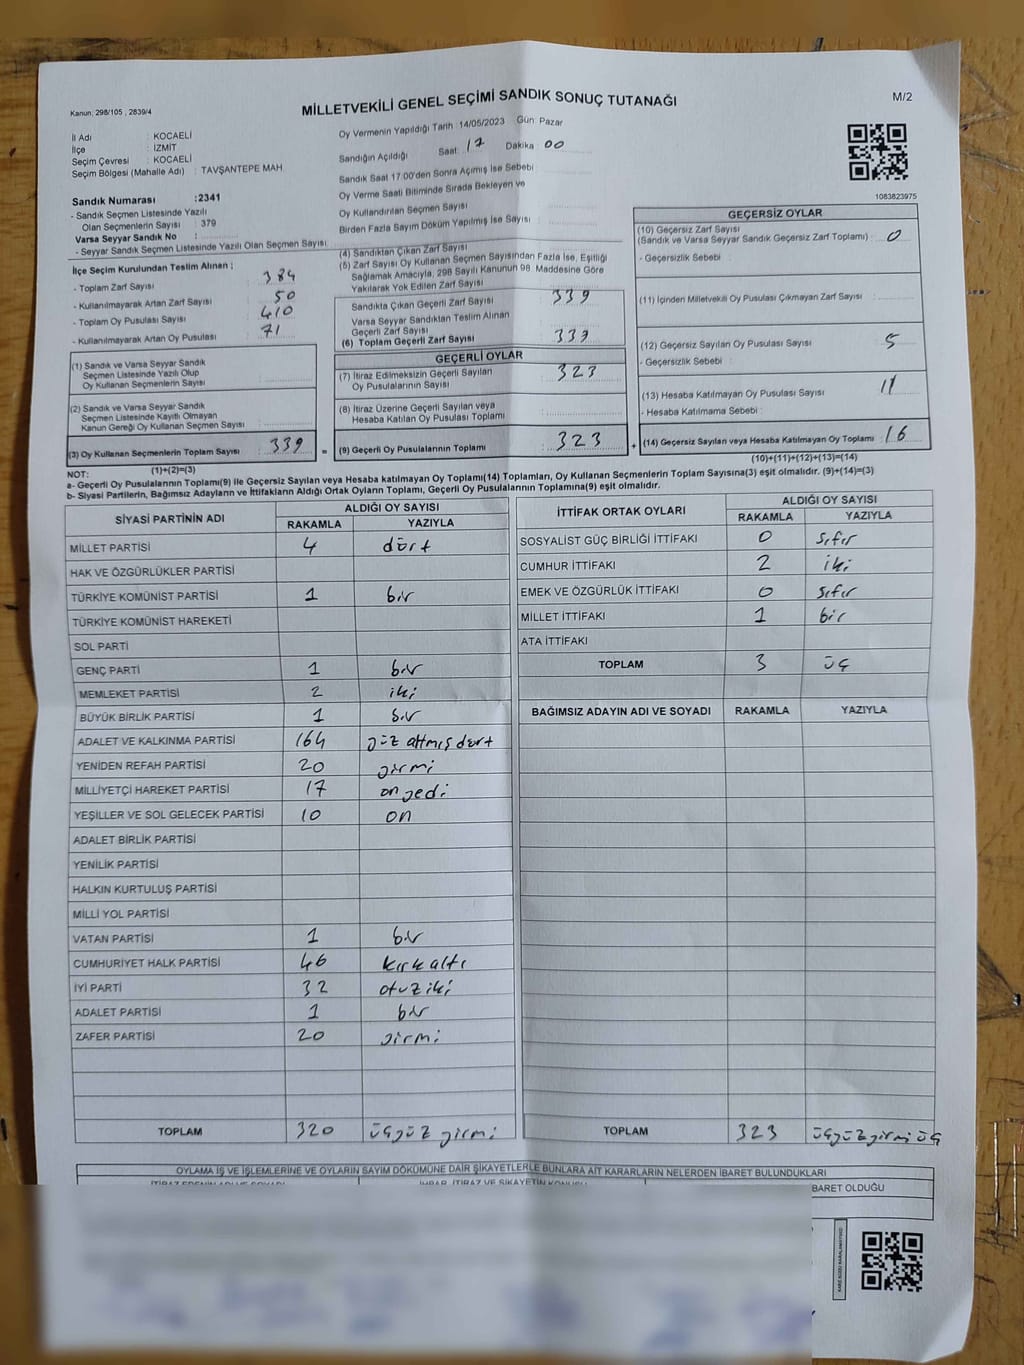 Kanun; 298/105 , 2839/4
MİLLETVEKİLİ GENEL SEÇİMİ SANDIK SONUÇ TUTANAĞI
M/2
İl Adı : KOCAELİ
İlçe : İZMİT
Seçim Çevresi : KOCAELİ
Seçim Bölgesi (Mahalle Adı) : TAVŞANTEPE MAH
Oy Vermenin Yapıldığı Tarih : 14/05/2023 Gün: Pazar
Sandığın Açıldığı Saat : 17 Dakika : 00
Sandık Saat 17:00'den Sonra Açımış İse Sebebi
Oy Verme Saati Bitiminde Sırada Bekleyen ve
Oy Kullandırılan Seçmen Sayısı :
Birden Fazla Sayım Döküm Yapılmış İse Sayısı :
1083823975
Sandık Numarası :2341
- Sandık Seçmen Listesinde Yazılı
Olan Seçmenlerin Sayısı : 379
Varsa Seyyar Sandık No :
- Seyyar Sandık Seçmen Listesinde Yazılı Olan Seçmen Sayısı :
İlçe Seçim Kurulundan Teslim Alınan ;
- Toplam Zarf Sayısı : 384
- Kullanılmayarak Artan Zarf Sayısı : 50
- Toplam Oy Pusulası Sayısı : 410
- Kullanılmayarak Artan Oy Pusulası : 71
(1) Sandık ve Varsa Seyyar Sandık
Seçmen Listesinde Yazılı Olup
Oy Kullanan Seçmenlerin Sayısı :
(2) Sandık ve Varsa Seyyar Sandık
Seçmen Listesinde Kayıtlı Olmayan
Kanun Gereği Oy Kullanan Seçmen Sayısı :
(3) Oy Kullanan Seçmenlerin Toplam Sayısı : 339
(1)+(2)=(3)
(4) Sandıktan Çıkan Zarf Sayısı :
(5) Zarf Sayısı Oy Kullanan Seçmen Sayısından Fazla İse, Eşitliği
Sağlamak Amacıyla, 298 Sayılı Kanunun 98. Maddesine Göre
Yakılarak Yok Edilen Zarf Sayısı
Sandıkta Çıkan Geçerli Zarf Sayısı : 339
Varsa Seyyar Sandıktan Teslim Alınan
Geçerli Zarf Sayısı
(6) Toplam Geçerli Zarf Sayısı : 339
GEÇERLİ OYLAR
(7) İtiraz Edilmeksizin Geçerli Sayılan
Oy Pusulalarının Sayısı : 323
(8) İtiraz Üzerine Geçerli Sayılan veya
Hesaba Katılan Oy Pusulası Toplamı :
= (9) Geçerli Oy Pusulalarının Toplamı : 323 +
GEÇERSİZ OYLAR
(10) Geçersiz Zarf Sayısı
(Sandık ve Varsa Seyyar Sandık Geçersiz Zarf Toplamı) : 0
- Geçersizlik Sebebi :
(11) İçinden Milletvekili Oy Pusulası Çıkmayan Zarf Sayısı :
(12) Geçersiz Sayılan Oy Pusulası Sayısı : 5
- Geçersizlik Sebebi :
(13) Hesaba Katılmayan Oy Pusulası Sayısı : 11
- Hesaba Katılmama Sebebi :
(14) Geçersiz Sayılan veya Hesaba Katılmayan Oy Toplamı : 16
(10)+(11)+(12)+(13)=(14)
NOT:
a- Geçerli Oy Pusulalarının Toplamı(9) ile Geçersiz Sayılan veya Hesaba Katılmayan Oy Toplamı(14) Toplamları, Oy Kullanan Seçmenlerin Toplam Sayısına(3) eşit olmalıdır. (9)+(14)=(3)
b- Siyasi Partilerin, Bağımsız Adayların ve İttifakların Aldığı Ortak Oyların Toplamı, Geçerli Oy Pusulalarının Toplamına(9) eşit olmalıdır.
SİYASİ PARTİNİN ADI ALDIĞI OY SAYISI
RAKAMLA YAZIYLA
MİLLET PARTİSİ 4 dört
HAK VE ÖZGÜRLÜKLER PARTİSİ
TÜRKİYE KOMÜNİST PARTİSİ 1 bir
TÜRKİYE KOMÜNİST HAREKETİ
SOL PARTİ
GENÇ PARTİ 1 bir
MEMLEKET PARTİSİ 2 iki
BÜYÜK BİRLİK PARTİSİ 1 bir
ADALET VE KALKINMA PARTİSİ 164 yüz altmış dört
YENİDEN REFAH PARTİSİ 20 yirmi
MİLLİYETÇİ HAREKET PARTİSİ 17 on yedi
YEŞİLLER VE SOL GELECEK PARTİSİ 10 on
ADALET BİRLİK PARTİSİ
YENİLİK PARTİSİ
HALKIN KURTULUŞ PARTİSİ
MİLLİ YOL PARTİSİ
VATAN PARTİSİ 1 bir
CUMHURİYET HALK PARTİSİ 46 kırk altı
İYİ PARTİ 32 otuz iki
ADALET PARTİSİ 1 bir
ZAFER PARTİSİ 20 yirmi
TOPLAM 320 üçyüz yirmi
İTTİFAK ORTAK OYLARI ALDIĞI OY SAYISI
RAKAMLA YAZIYLA
SOSYALİST GÜÇ BİRLİĞİ İTTİFAKI 0 sıfır
CUMHUR İTTİFAKI 2 iki
EMEK VE ÖZGÜRLÜK İTTİFAKI 0 sıfır
MİLLET İTTİFAKI 1 bir
ATA İTTİFAKI
TOPLAM 3 üç
BAĞIMSIZ ADAYIN ADI VE SOYADI RAKAMLA YAZIYLA
TOPLAM 323 üçyüz yirmi üç
OYLAMA İŞ VE İŞLEMLERİNE VE OYLARIN SAYIM DÖKÜMÜNE DAİR ŞİKAYETLERLE BUNLARA AİT KARARLARIN NELERDEN İBARET BULUNDUKLARI
BARET OLDUĞU